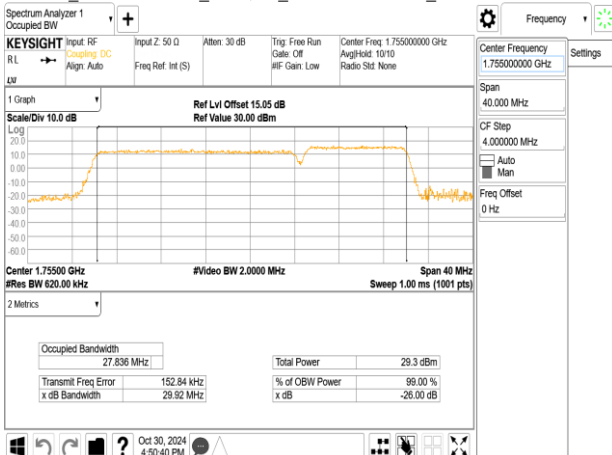 Spectrum Analyzer 1
Occupied BW
Frequency
KEYSIGHT
Input: RF
Coupling: DC
Align: Auto
Input Z: 50 Ω
Freq Ref: Int (S)
Atten: 30 dB
Trig: Free Run
Gate: Off
#IF Gain: Low
Center Freq: 1.755000000 GHz
Avg|Hold: 10/10
Radio Std: None
RL
LXI
Center Frequency
1.755000000 GHz
Settings
Span
40.000 MHz
CF Step
4.000000 MHz
Auto
Man
Freq Offset
0 Hz
1 Graph
Scale/Div 10.0 dB
Ref Lvl Offset 15.05 dB
Ref Value 30.00 dBm
Log
20.0
10.0
0.00
-10.0
-20.0
-30.0
-40.0
-50.0
-60.0
Center 1.75500 GHz
#Res BW 620.00 kHz
#Video BW 2.0000 MHz
Span 40 MHz
Sweep 1.00 ms (1001 pts)
2 Metrics
Occupied Bandwidth
27.836 MHz
Total Power 29.3 dBm
Transmit Freq Error 152.84 kHz
% of OBW Power 99.00 %
x dB Bandwidth 29.92 MHz
x dB -26.00 dB
?
Oct 30, 2024
4:50:40 PM